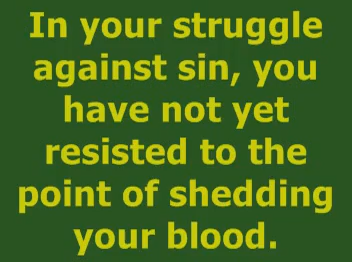 In your struggle
against sin, you
have not yet
resisted to the
point of shedding
your blood.